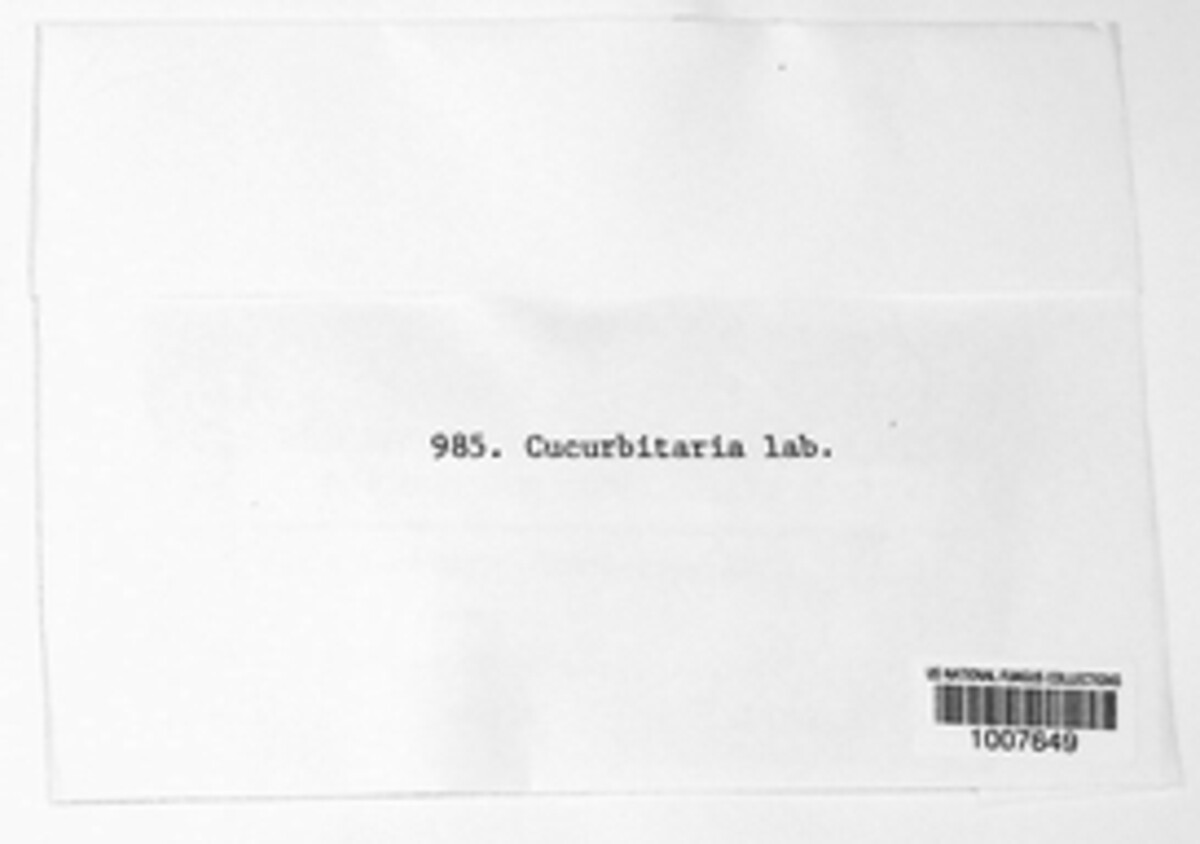 985. Cucurbitaria lab.
US NATIONAL FUNGUS COLLECTIONS
1007649